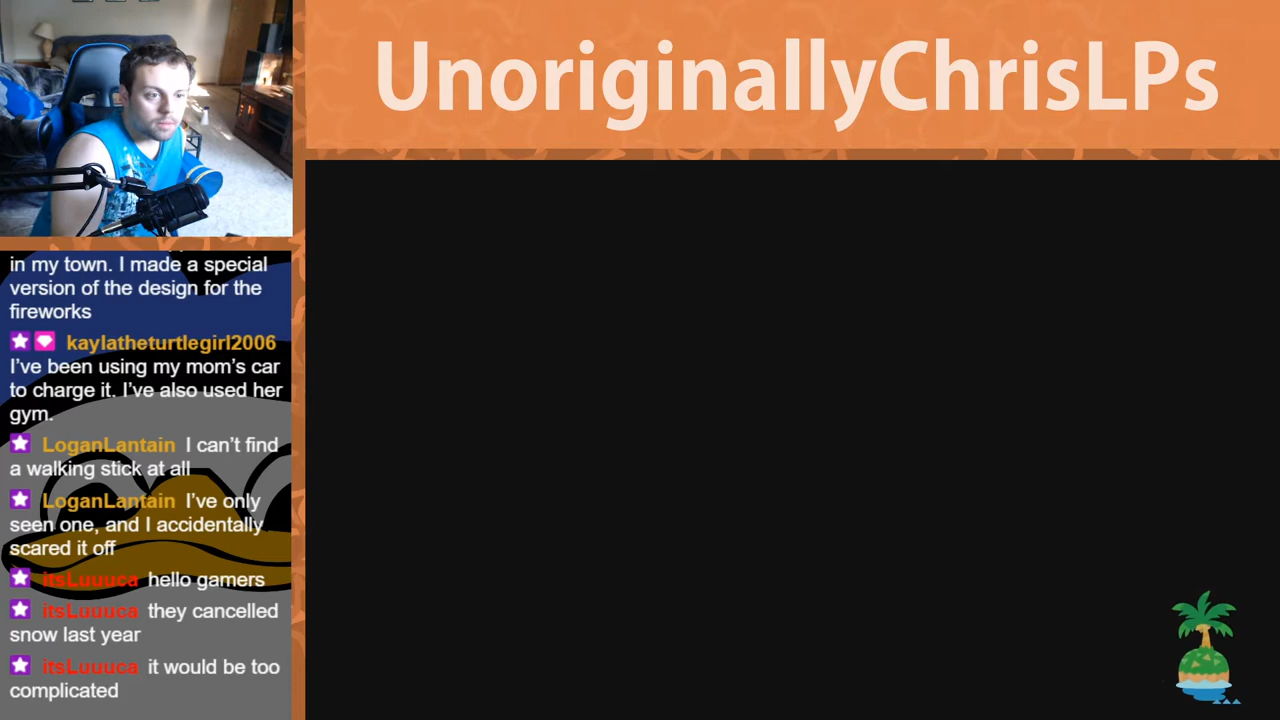 UnoriginallyChrisLPs
in my town. I made a special
version of the design for the
fireworks
kaylatheturtlegirl2006
I’ve been using my mom’s car
to charge it. I’ve also used her
gym.
LoganLantain I can’t find
a walking stick at all
LoganLantain I’ve only
seen one, and I accidentally
scared it off
itsLuuuca hello gamers
itsLuuuca they cancelled
snow last year
itsLuuuca it would be too
complicated